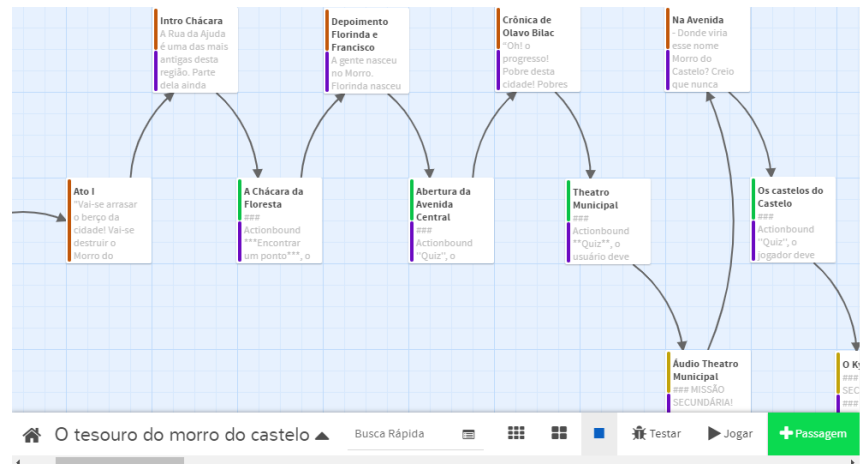 Intro Chácara
A Rua da Ajuda
é uma das mais
antigas desta
região. Parte
dela ainda
Depoimento
Florinda e
Francisco
A gente nasceu
no Morro.
Florinda nasceu
Crônica de
Olavo Bilac
"Oh! o
progresso!
Pobre desta
cidade! Pobres
Na Avenida
- Donde viria
esse nome
Morro do
Castelo? Creio
que nunca
Ato I
"Vai-se arrasar
o berço da
cidade! Vai-se
destruir o
Morro do
A Chácara da
Floresta
###
Actionbound
***Encontrar
um ponto***, o
Abertura da
Avenida
Central
###
Actionbound
"Quiz", o
Theatro
Municipal
###
Actionbound
**Quiz**, o
usuário deve
Os castelos do
Castelo
###
Actionbound
"Quiz", o
jogador deve
Áudio Theatro
Municipal
### MISSÃO
SECUNDÁRIA!
O Ky
###
SEC
###
O tesouro do morro do castelo
Busca Rápida
Testar
Jogar
Passagem